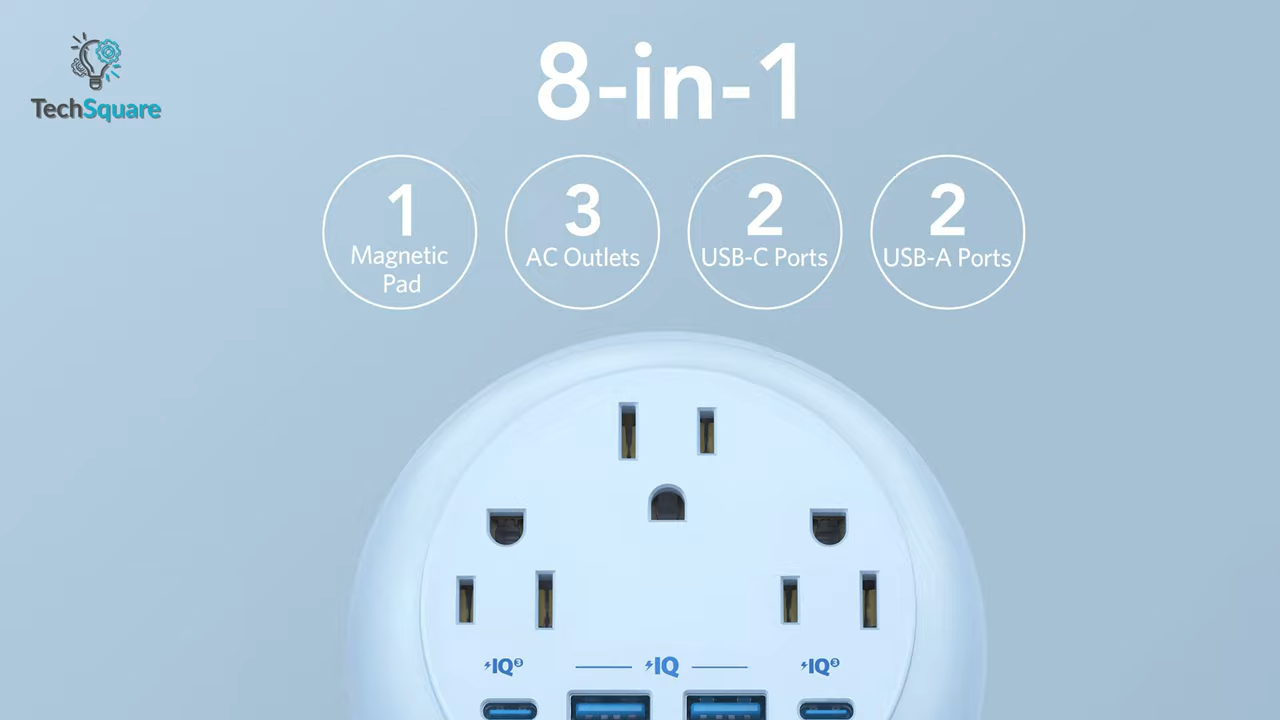 TechSquare
8-in-1
1
Magnetic
Pad
3
AC Outlets
2
USB-C Ports
2
USB-A Ports
IQ3
IQ
IQ3